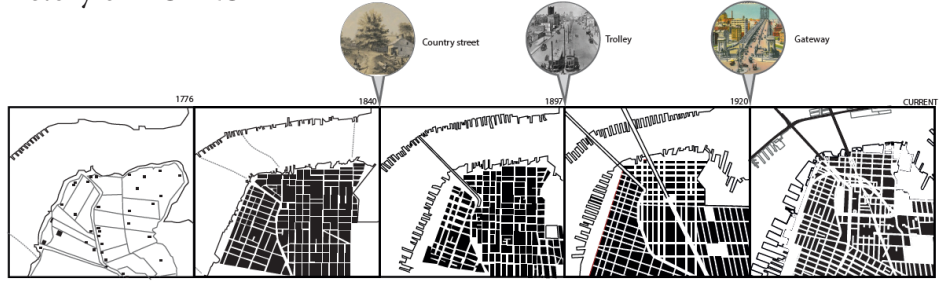 Country street
Trolley
Gateway
1776
1840
1897
1920
CURRENT